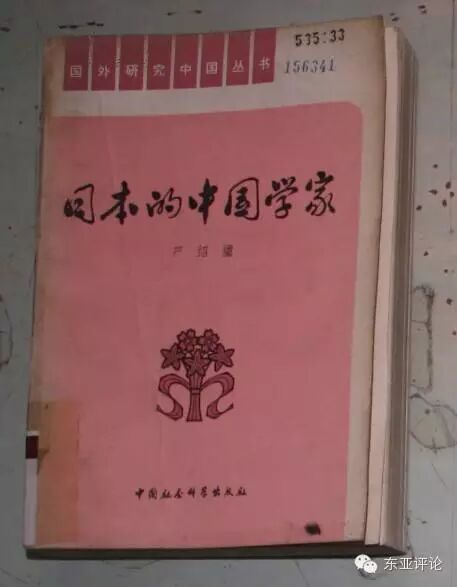 535:33
国外研究中国丛书
156341
日本的中国学家
严绍璗
中国社会科学出版社
东亚评论